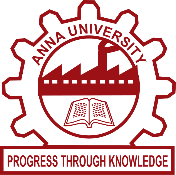 ANNA UNIVERSITY
PROGRESS THROUGH KNOWLEDGE